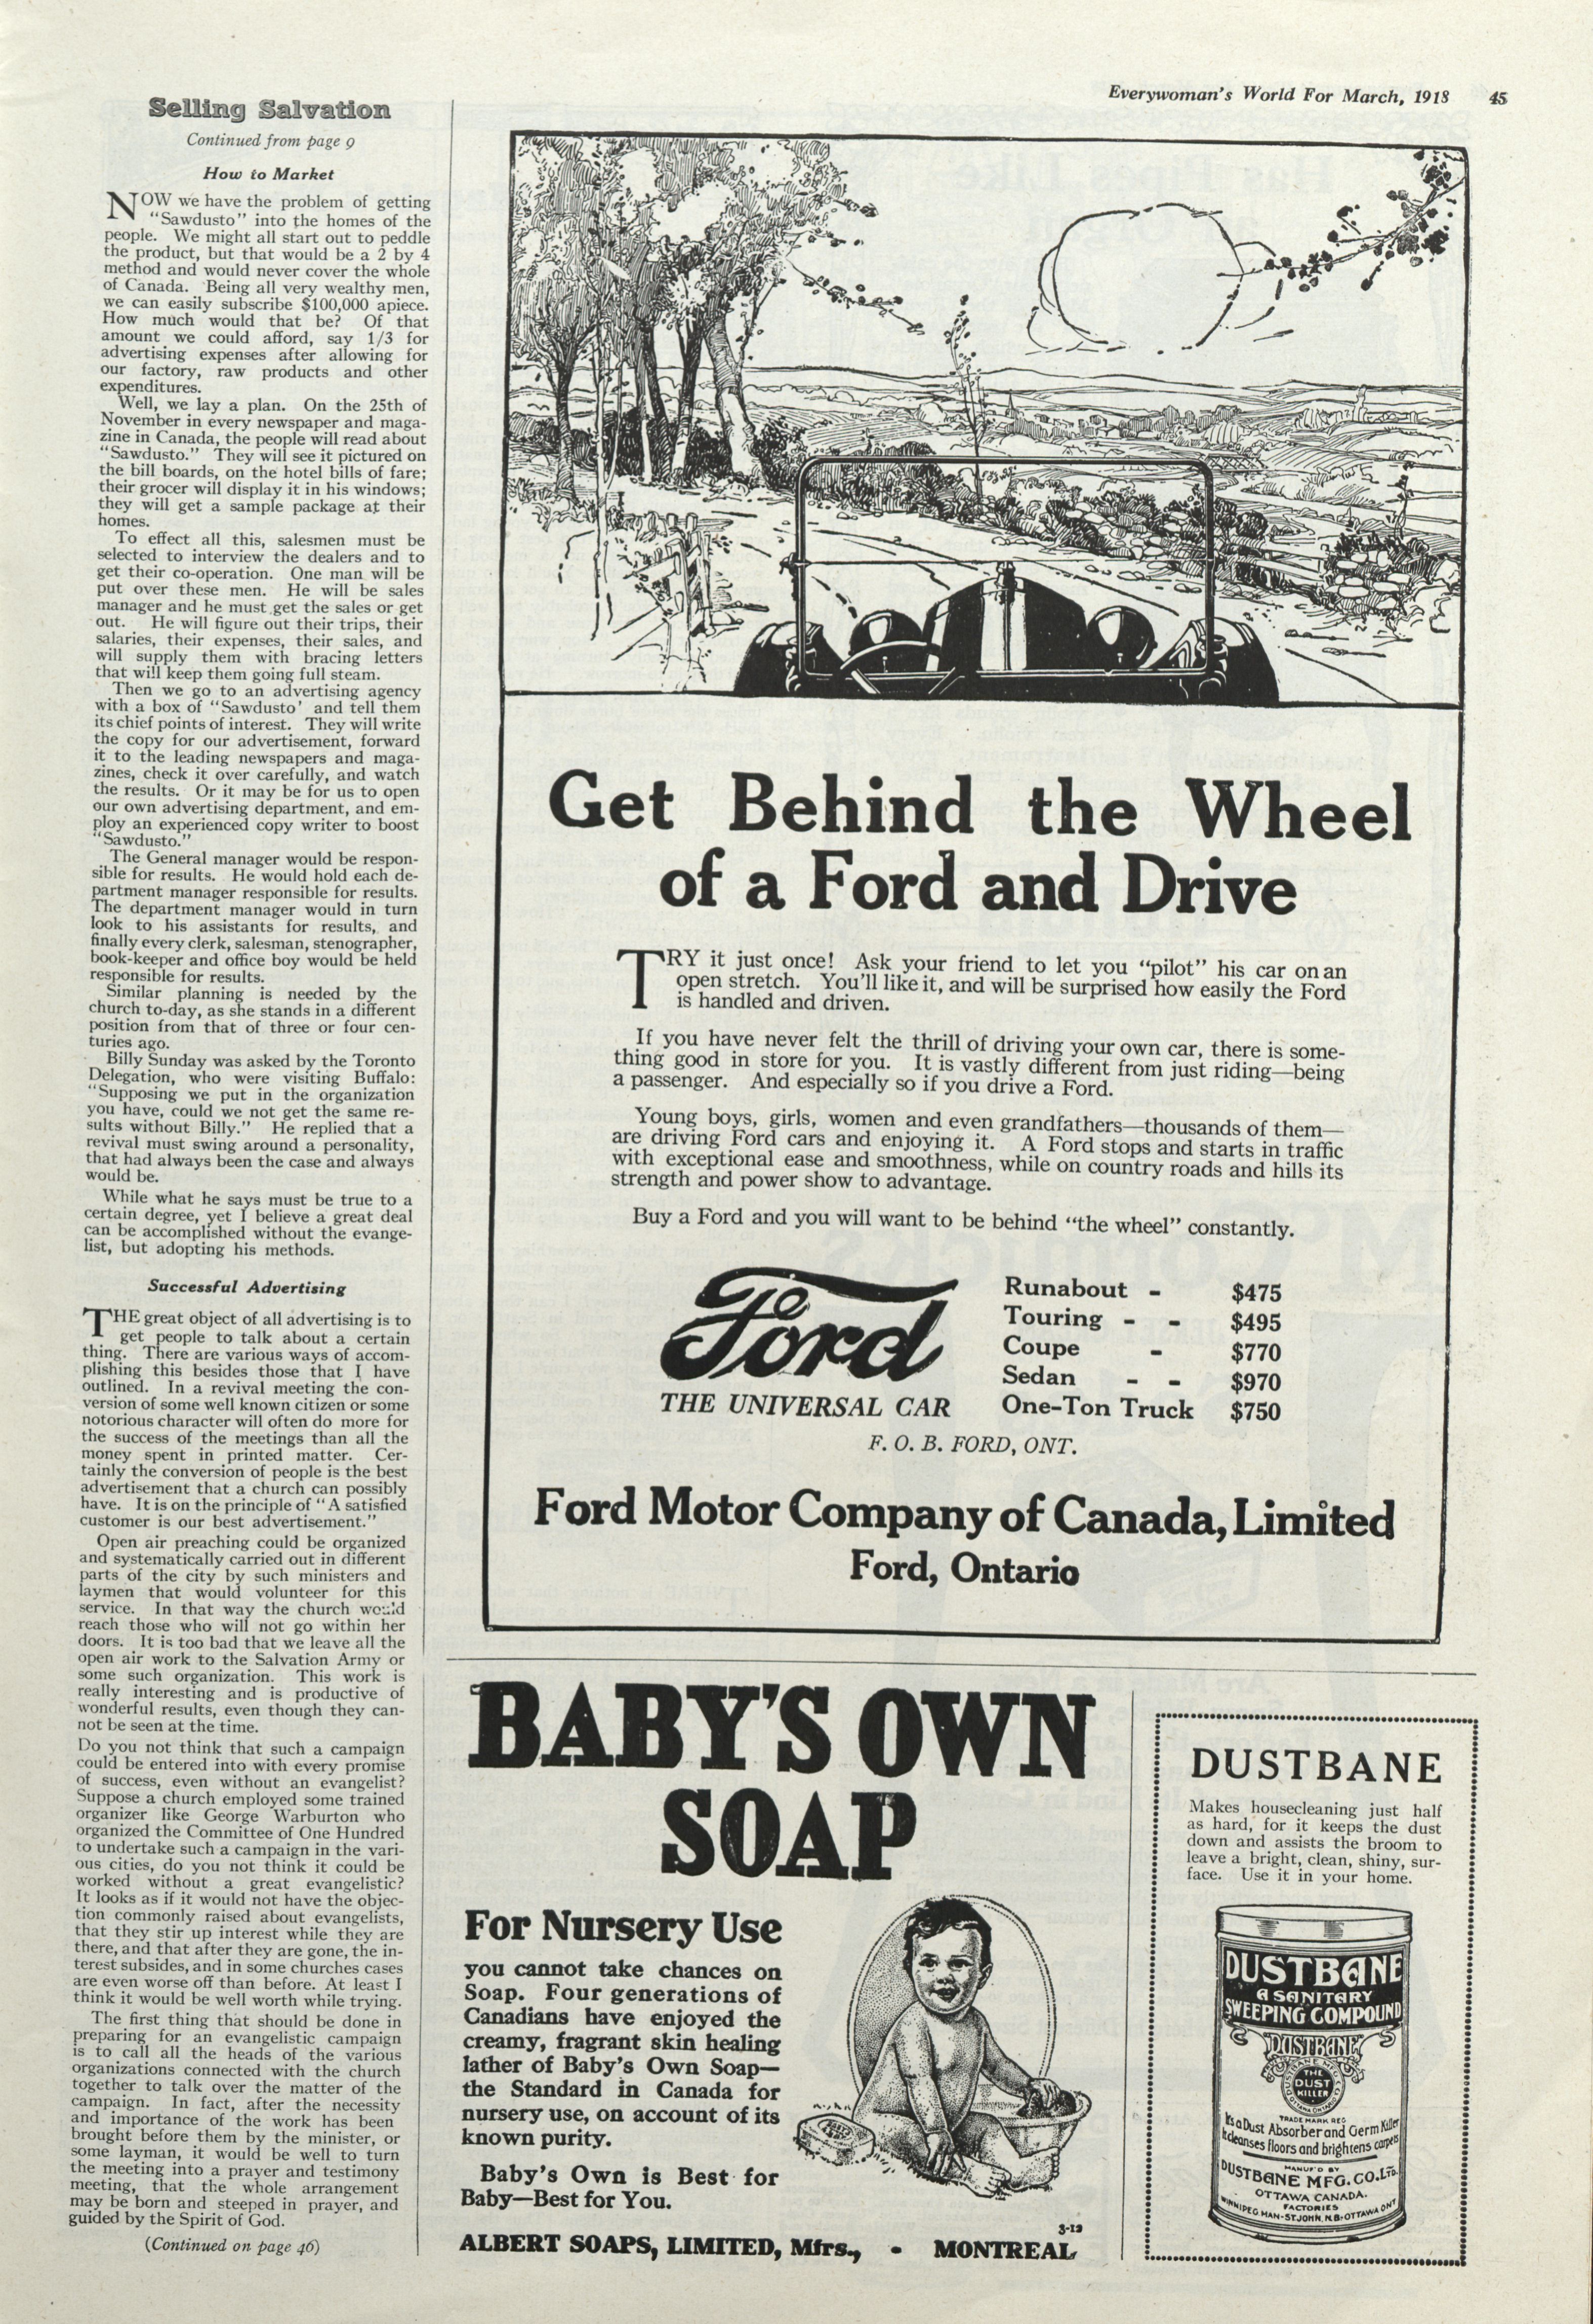 Everywoman's World For March, 1918 45
Selling Salvation
Continued from page 9
How to Market
NOW we have the problem of getting
"Sawdusto" into the homes of the
people. We might all start out to peddle
the product, but that would be a 2 by 4
method and would never cover the whole
of Canada. Being all very wealthy men,
we can easily subscribe $100,000 apiece.
How much would that be? Of that
amount we could afford, say 1/3 for
advertising expenses after allowing for
our factory, raw products and other
expenditures.
Well, we lay a plan. On the 25th of
November in every newspaper and maga-
zine in Canada, the people will read about
"Sawdusto." They will see it pictured on
the bill boards, on the hotel bills of fare;
their grocer will display it in his windows;
they will get a sample package at their
homes.
To effect all this, salesmen must be
selected to interview the dealers and to
get their co-operation. One man will be
put over these men. He will be sales
manager and he must get the sales or get
out. He will figure out their trips, their
salaries, their expenses, their sales, and
will supply them with bracing letters
that will keep them going full steam.
Then we go to an advertising agency
with a box of "Sawdusto' and tell them
its chief points of interest. They will write
the copy for our advertisement, forward
it to the leading newspapers and maga-
zines, check it over carefully, and watch
the results. Or it may be for us to open
our own advertising department, and em-
ploy an experienced copy writer to boost
"Sawdusto."
The General manager would be respon-
sible for results. He would hold each de-
partment manager responsible for results.
The department manager would in turn
look to his assistants for results, and
finally every clerk, salesman, stenographer,
book-keeper and office boy would be held
responsible for results.
Similar planning is needed by the
church to-day, as she stands in a different
position from that of three or four cen-
turies ago.
Billy Sunday was asked by the Toronto
Delegation, who were visiting Buffalo:
"Supposing we put in the organization
you have, could we not get the same re-
sults without Billy." He replied that a
revival must swing around a personality,
that had always been the case and always
would be.
While what he says must be true to a
certain degree, yet I believe a great deal
can be accomplished without the evange-
list, but adopting his methods.
Successful Advertising
THE great object of all advertising is to
get people to talk about a certain
thing. There are various ways of accom-
plishing this besides those that I have
outlined. In a revival meeting the con-
version of some well known citizen or some
notorious character will often do more for
the success of the meetings than all the
money spent in printed matter. Cer-
tainly the conversion of people is the best
advertisement that a church can possibly
have. It is on the principle of "A satisfied
customer is our best advertisement."
Open air preaching could be organized
and systematically carried out in different
parts of the city by such ministers and
laymen that would volunteer for this
service. In that way the church would
reach those who will not go within her
doors. It is too bad that we leave all the
open air work to the Salvation Army or
some such organization. This work is
really interesting and is productive of
wonderful results, even though they can-
not be seen at the time.
Do you not think that such a campaign
could be entered into with every promise
of success, even without an evangelist?
Suppose a church employed some trained
organizer like George Warburton who
organized the Committee of One Hundred
to undertake such a campaign in the vari-
ous cities, do you not think it could be
worked without a great evangelistic?
It looks as if it would not have the objec-
tion commonly raised about evangelists,
that they stir up interest while they are
there, and that after they are gone, the in-
terest subsides, and in some churches cases
are even worse off than before. At least I
think it would be well worth while trying.
The first thing that should be done in
preparing for an evangelistic campaign
is to call all the heads of the various
organizations connected with the church
together to talk over the matter of the
campaign. In fact, after the necessity
and importance of the work has been
brought before them by the minister, or
some layman, it would be well to turn
the meeting into a prayer and testimony
meeting, that the whole arrangement
may be born and steeped in prayer, and
guided by the Spirit of God.
(Continued on page 46)
Get Behind the Wheel
of a Ford and Drive
TRY it just once! Ask your friend to let you "pilot" his car on an
open stretch. You'll like it, and will be surprised how easily the Ford
is handled and driven.
If you have never felt the thrill of driving your own car, there is some-
thing good in store for you. It is vastly different from just riding—being
a passenger. And especially so if you drive a Ford.
Young boys, girls, women and even grandfathers—thousands of them—
are driving Ford cars and enjoying it. A Ford stops and starts in traffic
with exceptional ease and smoothness, while on country roads and hills its
strength and power show to advantage.
Buy a Ford and you will want to be behind "the wheel" constantly.
Ford
THE UNIVERSAL CAR
Runabout - $475
Touring - - $495
Coupe - $770
Sedan - - $970
One-Ton Truck $750
F. O. B. FORD, ONT.
Ford Motor Company of Canada, Limited
Ford, Ontario
BABY'S OWN
SOAP
For Nursery Use
you cannot take chances on
Soap. Four generations of
Canadians have enjoyed the
creamy, fragrant skin healing
lather of Baby's Own Soap—
the Standard in Canada for
nursery use, on account of its
known purity.
Baby's Own is Best for
Baby—Best for You.
3-18
ALBERT SOAPS, LIMITED, Mfrs., - MONTREAL
DUSTBANE
Makes housecleaning just half
as hard, for it keeps the dust
down and assists the broom to
leave a bright, clean, shiny, sur-
face. Use it in your home.
DUSTBANE
A SANITARY
SWEEPING COMPOUND
DUSTBANE
DUSTBANE MFG. CO.
THE
DUST
KILLER
OTTAWA ONTARIO
TRADE MARK REG
It's a Dust Absorber and Germ Killer
It cleanses floors and brightens carpets
MANUF'D BY
DUSTBANE MFG. CO. LTD.
OTTAWA CANADA.
FACTORIES
WINNIPEG MAN - ST JOHN. N.B. - OTTAWA ONT